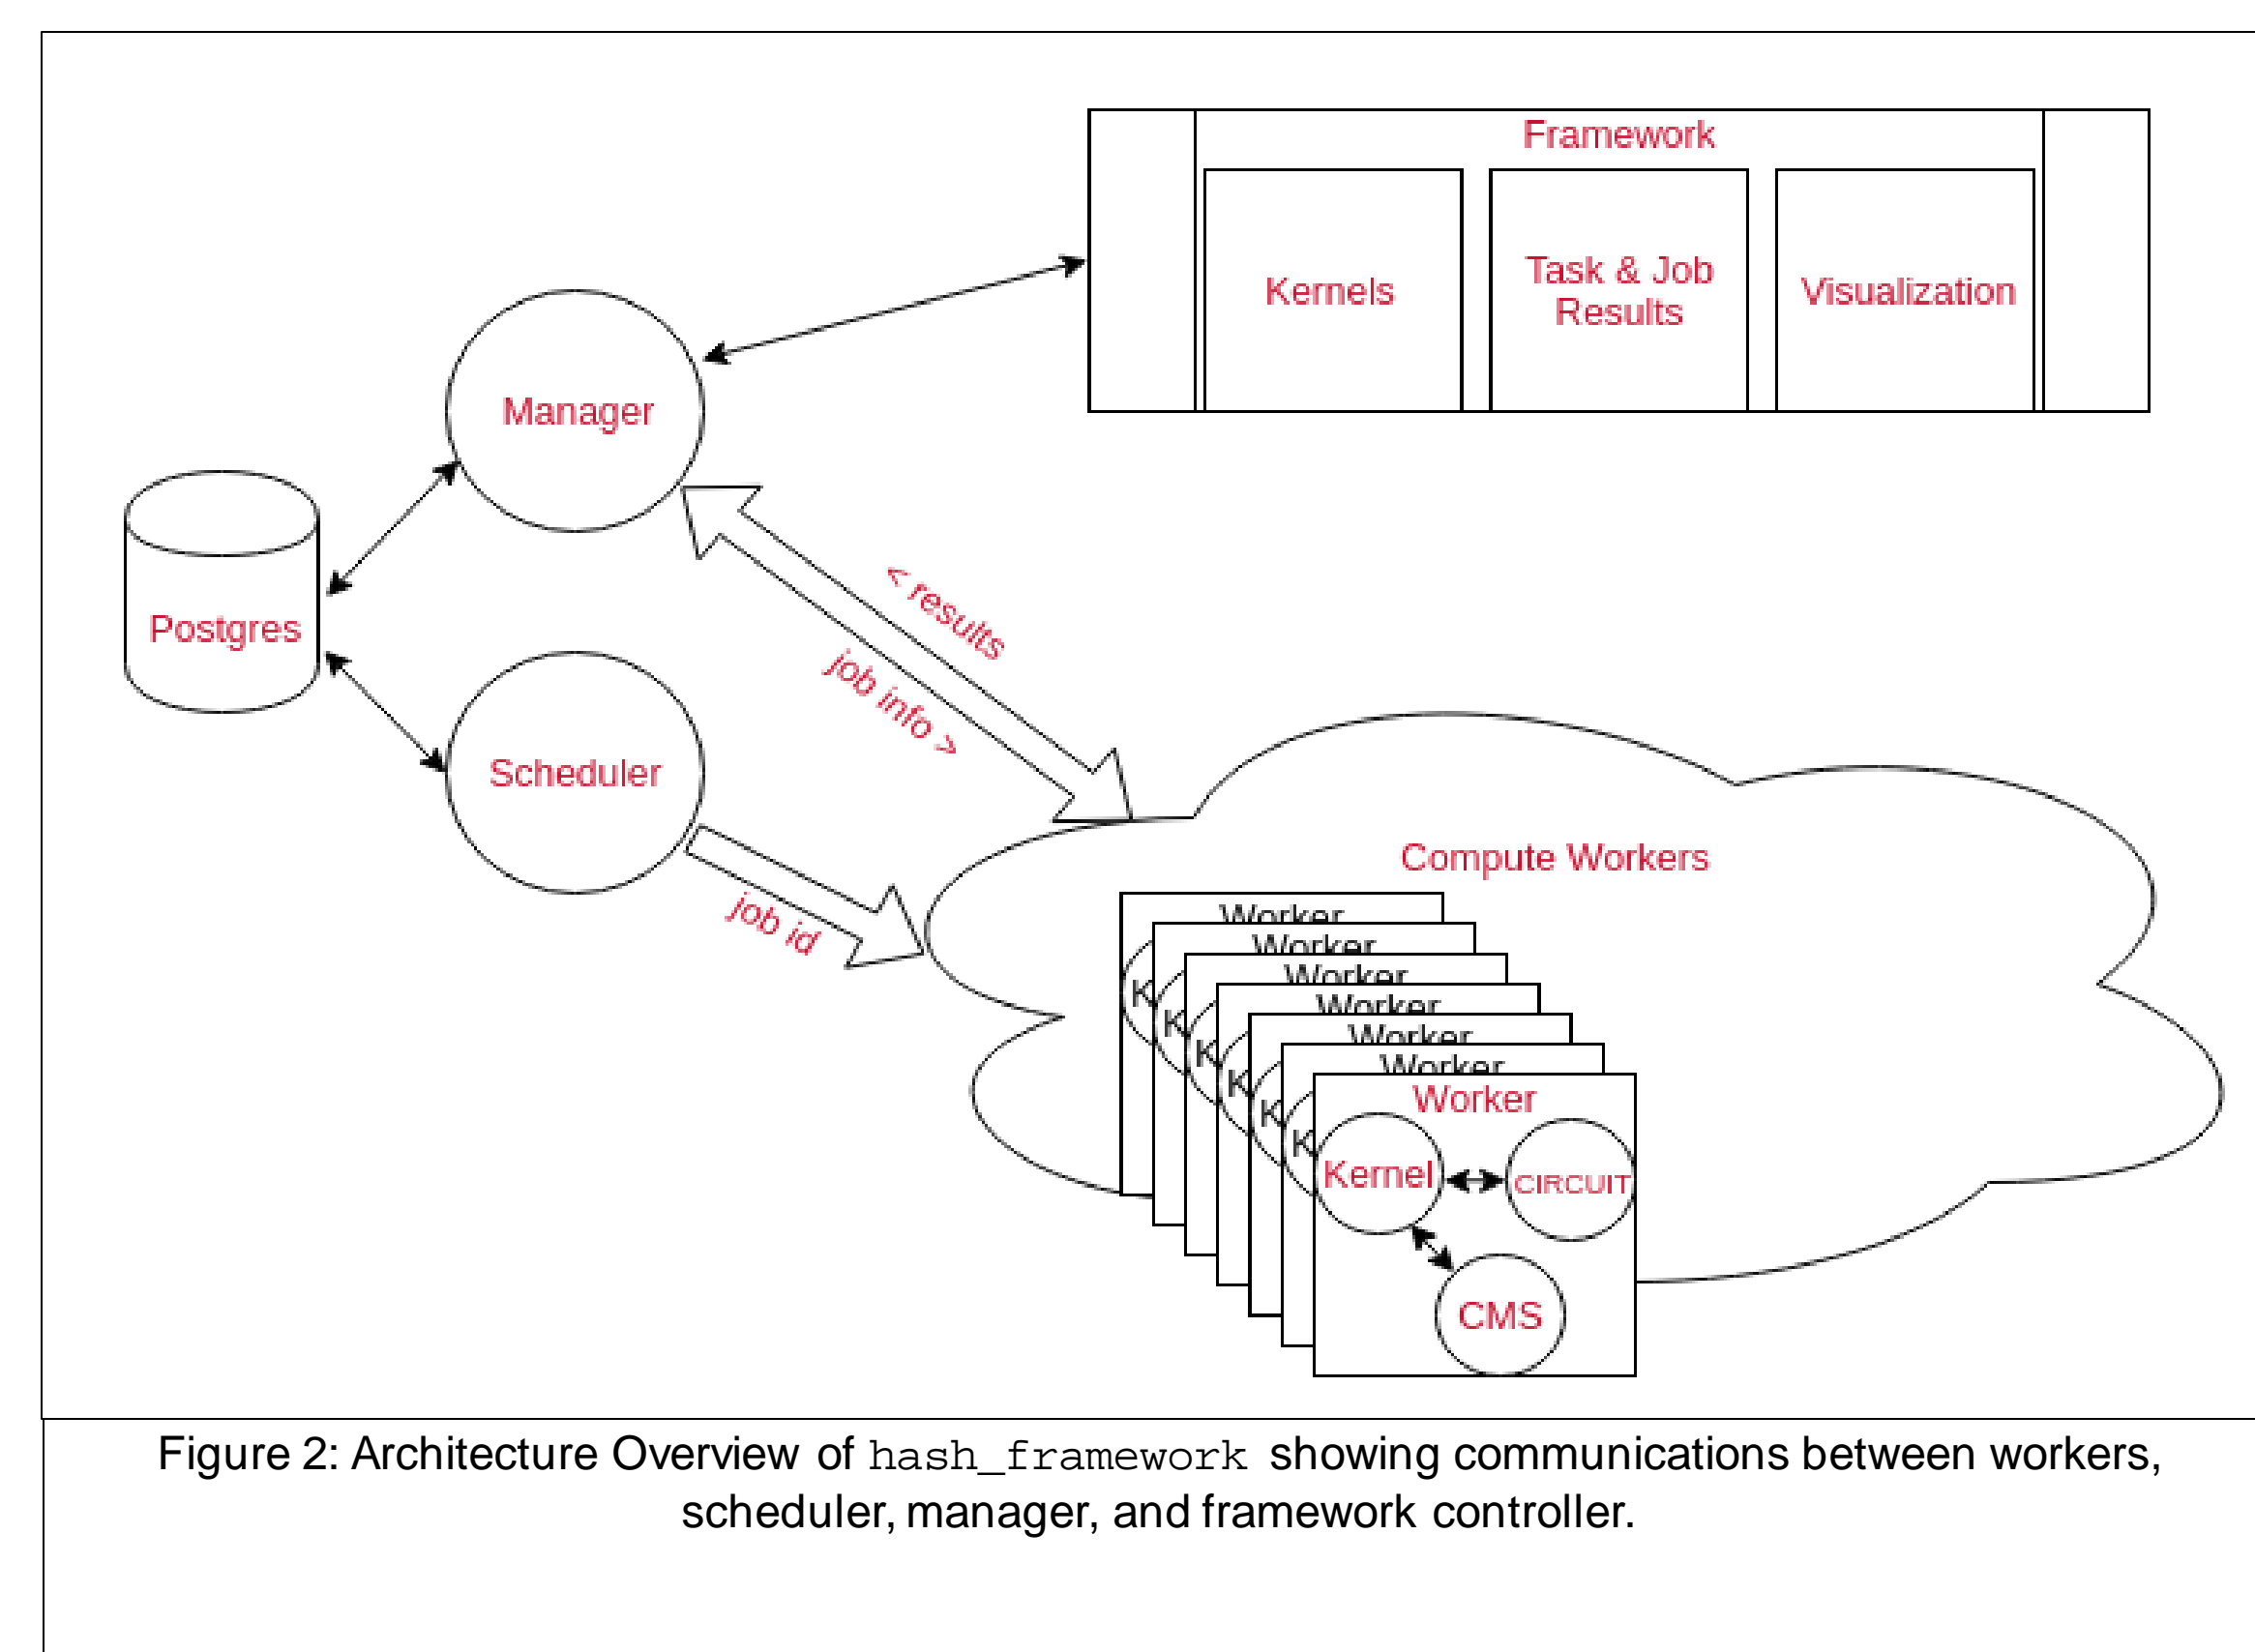 Framework
Kernels
Task & Job
Results
Visualization
Manager
Postgres
< results
job info >
Scheduler
job id
Compute Workers
Worker
K
Worker
K
Worker
K
Worker
K
Worker
K
Worker
K
Worker
Kernel
CIRCUIT
CMS
Figure 2: Architecture Overview of hash_framework showing communications between workers,
scheduler, manager, and framework controller.